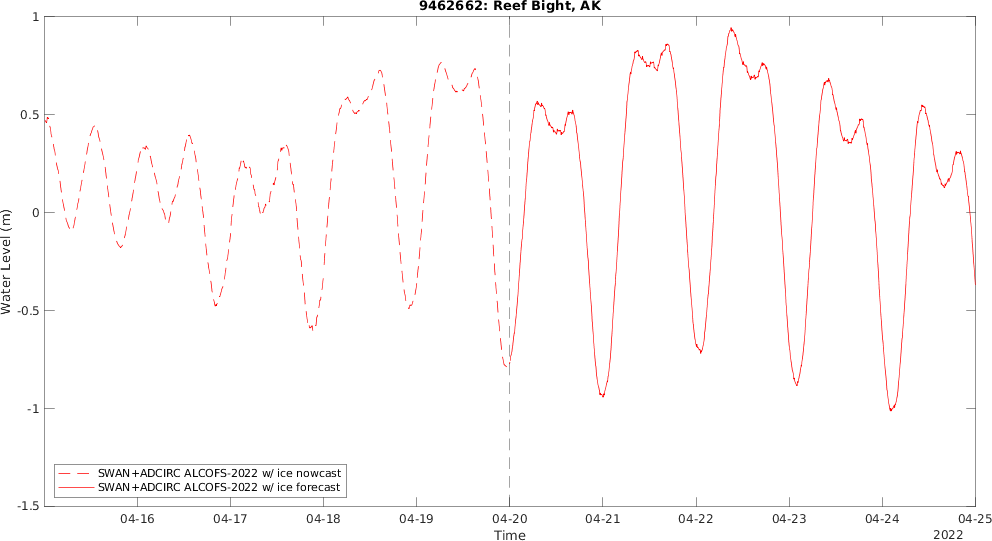 9462662: Reef Bight, AK
1
0.5
0
-0.5
-1
-1.5
Water Level (m)
SWAN+ADCIRC ALCOFS-2022 w/ ice nowcast
SWAN+ADCIRC ALCOFS-2022 w/ ice forecast
04-16 04-17 04-18 04-19 04-20 04-21 04-22 04-23 04-24 04-25
Time
2022